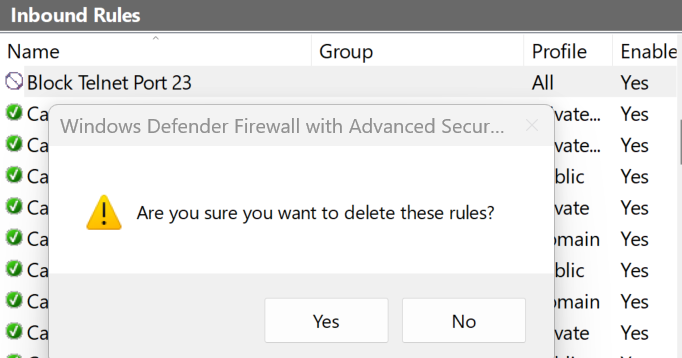 Inbound Rules
Name Group Profile Enable
Block Telnet Port 23 All Yes
Ca ivate... Yes
Windows Defender Firewall with Advanced Secur...
Ca ivate... Yes
Ca blic Yes
Ca Are you sure you want to delete these rules? ivate Yes
Ca omain Yes
Ca blic Yes
Ca omain Yes
Yes No
Ca ivate Yes